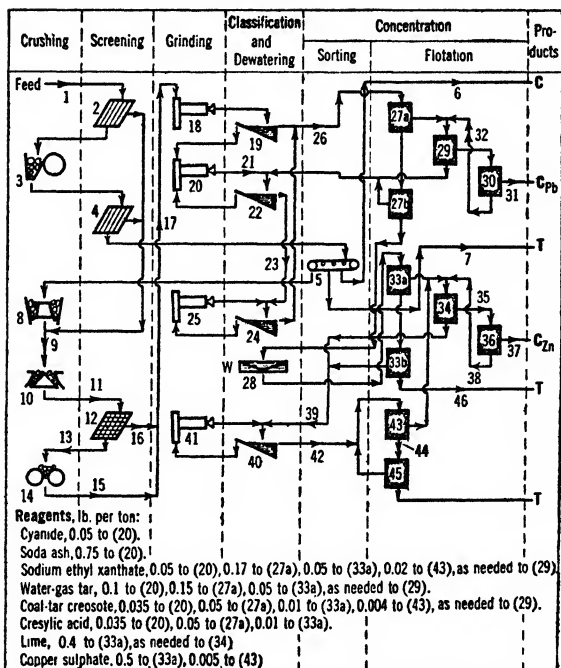 Crushing Screening Grinding Classification and Dewatering Concentration Products
Sorting Flotation
Feed
1
2
3
4
5
6
C
7
T
8
9
10
11
12
13
14
15
16
17
18
19
20
21
22
23
24
25
26
27a
27b
W
28
29
30
31
CPb
32
33a
33b
34
35
36
37
CZn
38
39
40
41
42
43
44
45
46
T
T
Reagents, lb. per ton:
Cyanide, 0.05 to (20).
Soda ash, 0.75 to (20).
Sodium ethyl xanthate, 0.05 to (20), 0.17 to (27a), 0.05 to (33a), 0.02 to (43), as needed to (29).
Water-gas tar, 0.1 to (20), 0.15 to (27a), 0.05 to (33a), as needed to (29).
Coal-tar creosote, 0.035 to (20), 0.05 to (27a), 0.01 to (33a), 0.004 to (43), as needed to (29).
Cresylic acid, 0.035 to (20), 0.05 to (27a), 0.01 to (33a).
Lime, 0.4 to (33a), as needed to (34)
Copper sulphate, 0.5 to (33a), 0.005 to (43)